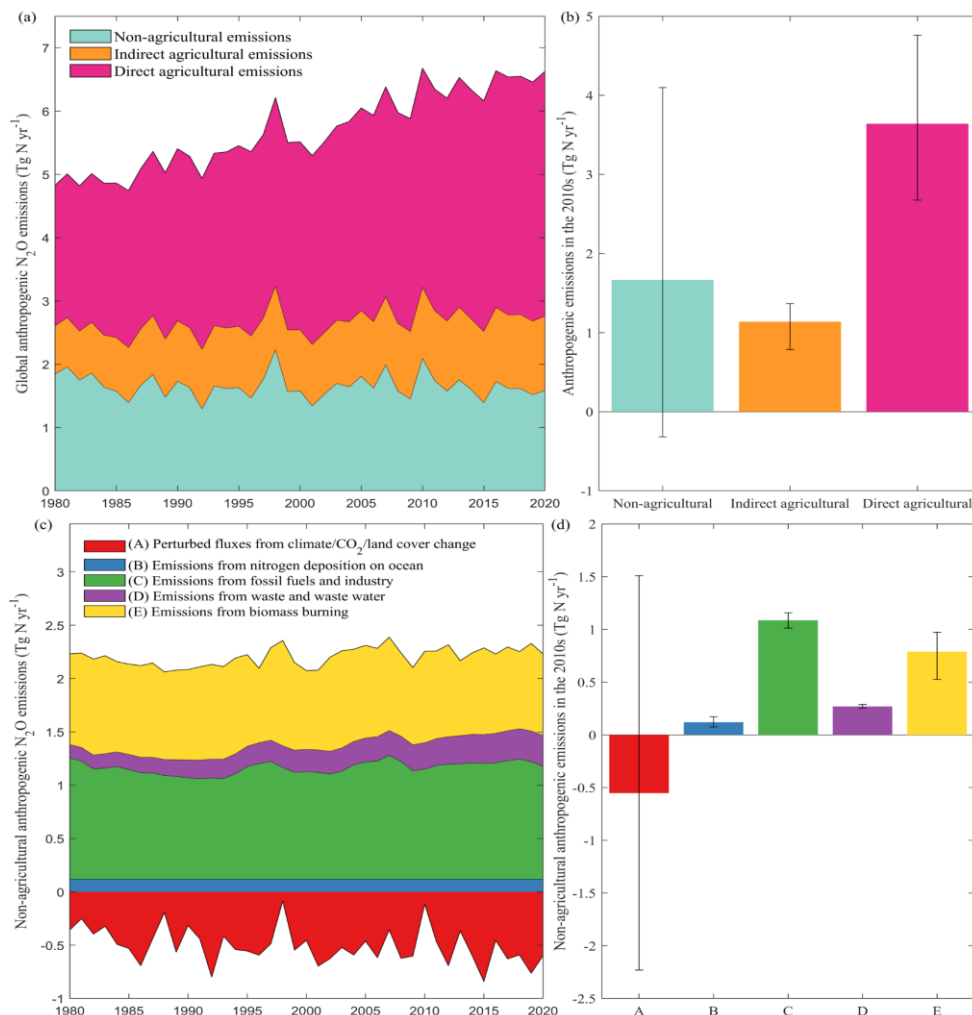 (a)
Non-agricultural emissions
Indirect agricultural emissions
Direct agricultural emissions
Global anthropogenic N₂O emissions (Tg N yr⁻¹)
7
6
5
4
3
2
1
0
1980 1985 1990 1995 2000 2005 2010 2015 2020
(b)
Anthropogenic emissions in the 2010s (Tg N yr⁻¹)
5
4
3
2
1
0
-1
Non-agricultural Indirect agricultural Direct agricultural
(c)
(A) Perturbed fluxes from climate/CO₂/land cover change
(B) Emissions from nitrogen deposition on ocean
(C) Emissions from fossil fuels and industry
(D) Emissions from waste and waste water
(E) Emissions from biomass burning
Non-agricultural anthropogenic N₂O emissions (Tg N yr⁻¹)
3
2.5
2
1.5
1
0.5
0
-0.5
-1
1980 1985 1990 1995 2000 2005 2010 2015 2020
(d)
Non-agricultural anthropogenic emissions in the 2010s (Tg N yr⁻¹)
2
1.5
1
0.5
0
-0.5
-1
-1.5
-2
-2.5
A B C D E